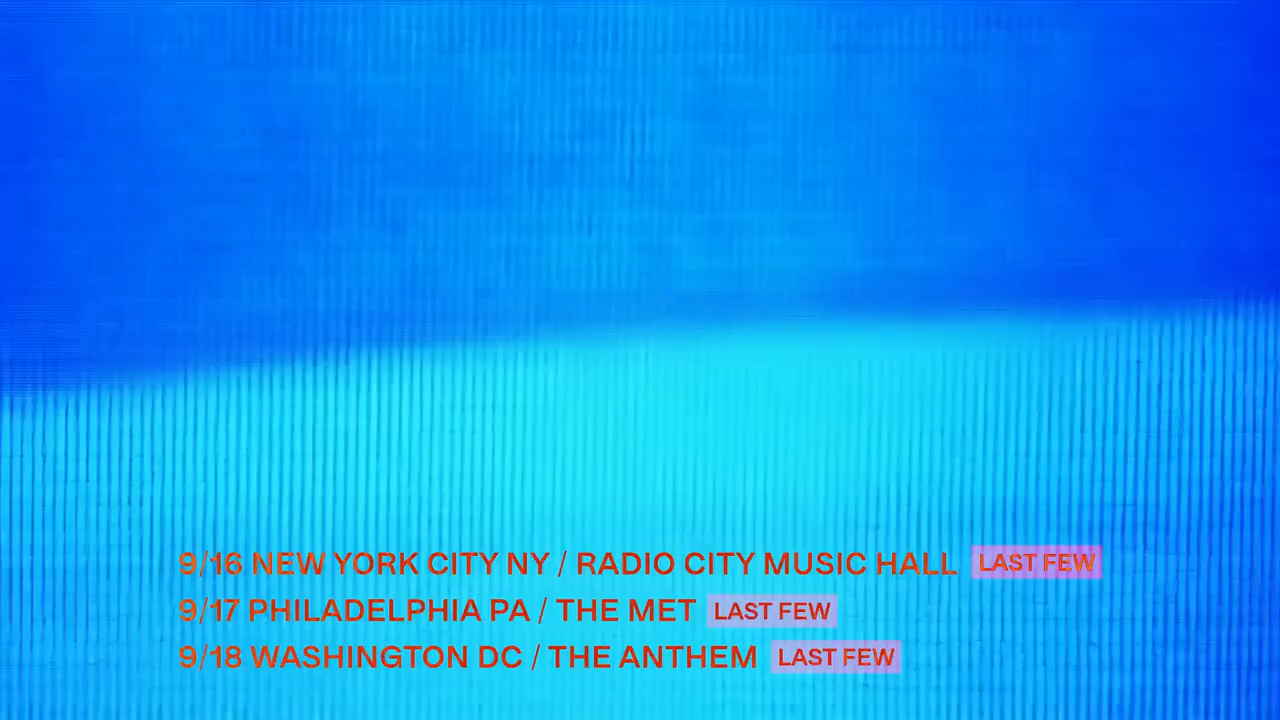 9/16 NEW YORK CITY NY / RADIO CITY MUSIC HALL LAST FEW
9/17 PHILADELPHIA PA / THE MET LAST FEW
9/18 WASHINGTON DC / THE ANTHEM LAST FEW